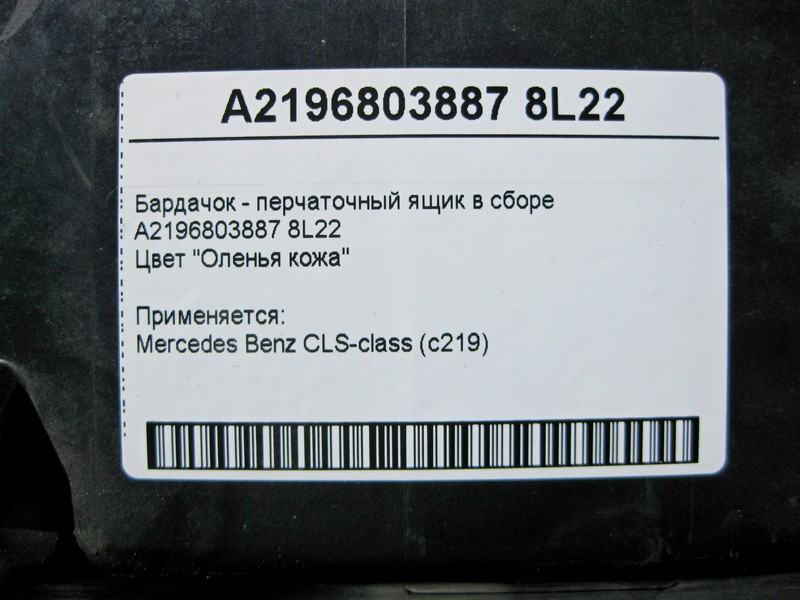 A2196803887 8L22
Бардачок - перчаточный ящик в сборе
A2196803887 8L22
Цвет "Оленья кожа"
Применяется:
Mercedes Benz CLS-class (c219)